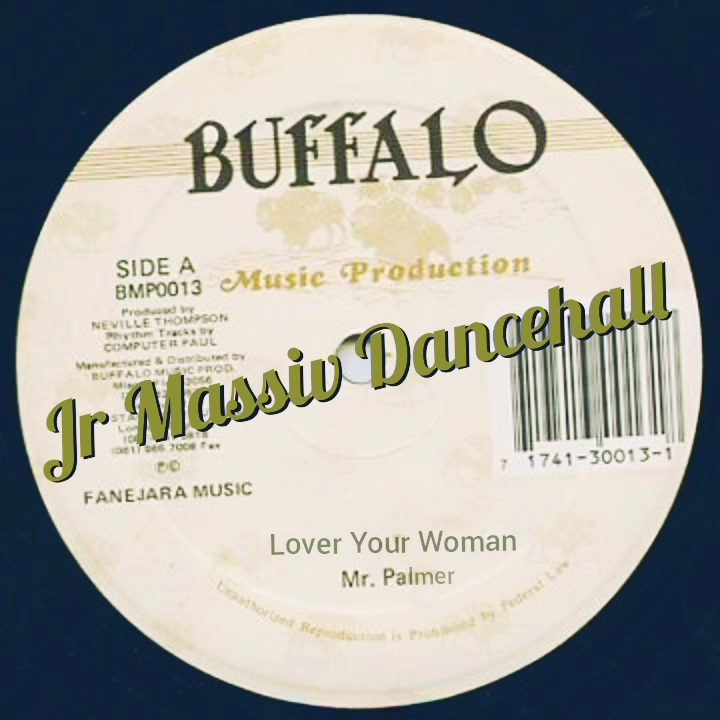 BUFFALO
Music Production
SIDE A
BMP0013
Produced by
NEVILLE THOMPSON
Rhythm Tracks by
COMPUTER PAUL
Manufactured & Distributed by
BUFFALO MUSIC PROD.
Jr Massiv Dancehall
(081) 966 7008 Fax
℗©
FANEJARA MUSIC
7 1741-30013-1
Lover Your Woman
Mr. Palmer
Unauthorized Reproduction is Prohibited by Federal Law